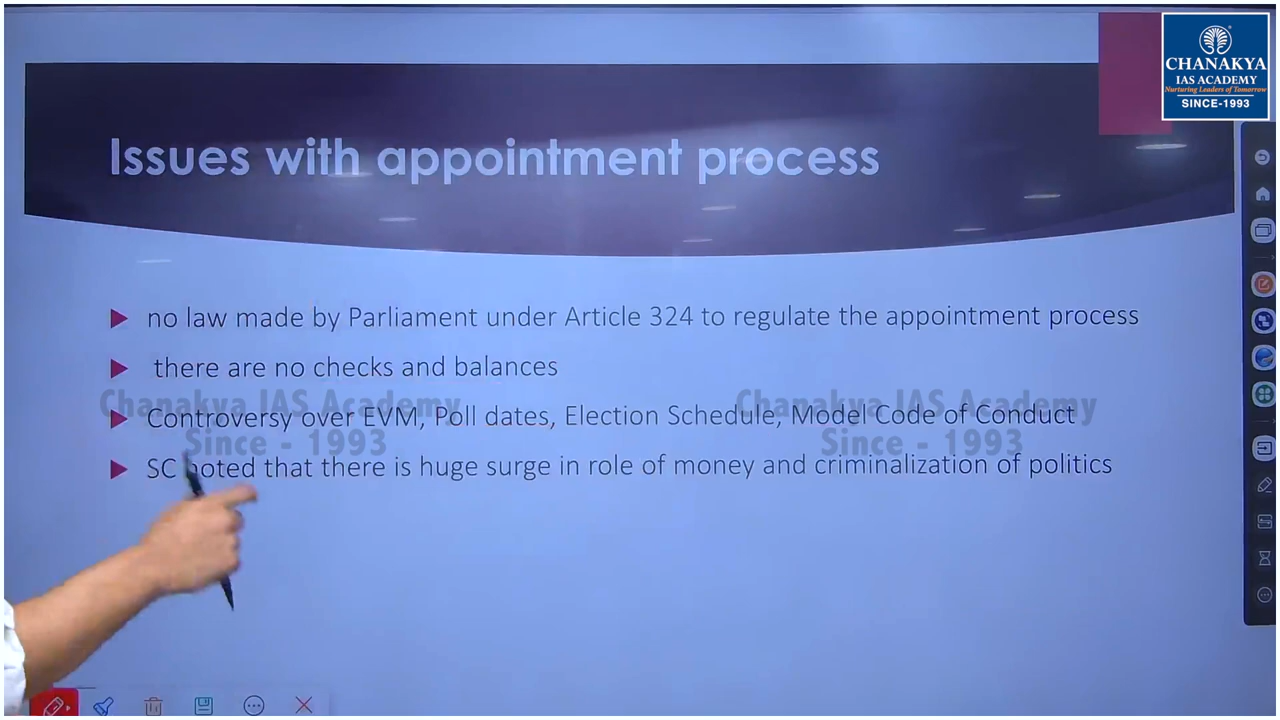 CHANAKYA
IAS ACADEMY
Nurturing Leaders of Tomorrow
SINCE-1993
Issues with appointment process
no law made by Parliament under Article 324 to regulate the appointment process
there are no checks and balances
Chanakya IAS Academy Chanakya IAS Academy
Controversy over EVM, Poll dates, Election Schedule, Model Code of Conduct
Since - 1993 Since - 1993
SC noted that there is huge surge in role of money and criminalization of politics